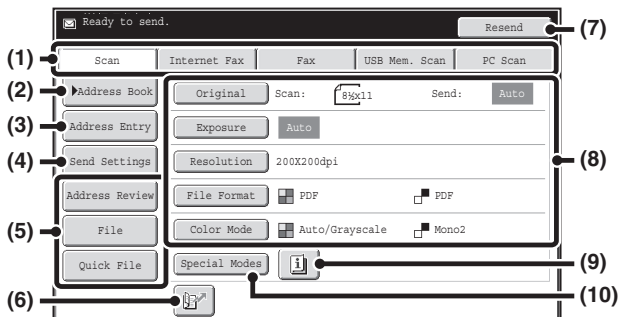 Ready to send.
Resend
(7)
(1)
Scan
Internet Fax
Fax
USB Mem. Scan
PC Scan
(2)
Address Book
Original
Scan:
8½x11
Send:
Auto
(3)
Address Entry
Exposure
Auto
(4)
Send Settings
Resolution
200X200dpi
(8)
Address Review
File Format
PDF
PDF
(5)
File
Color Mode
Auto/Grayscale
Mono2
Quick File
Special Modes
(9)
(6)
(10)